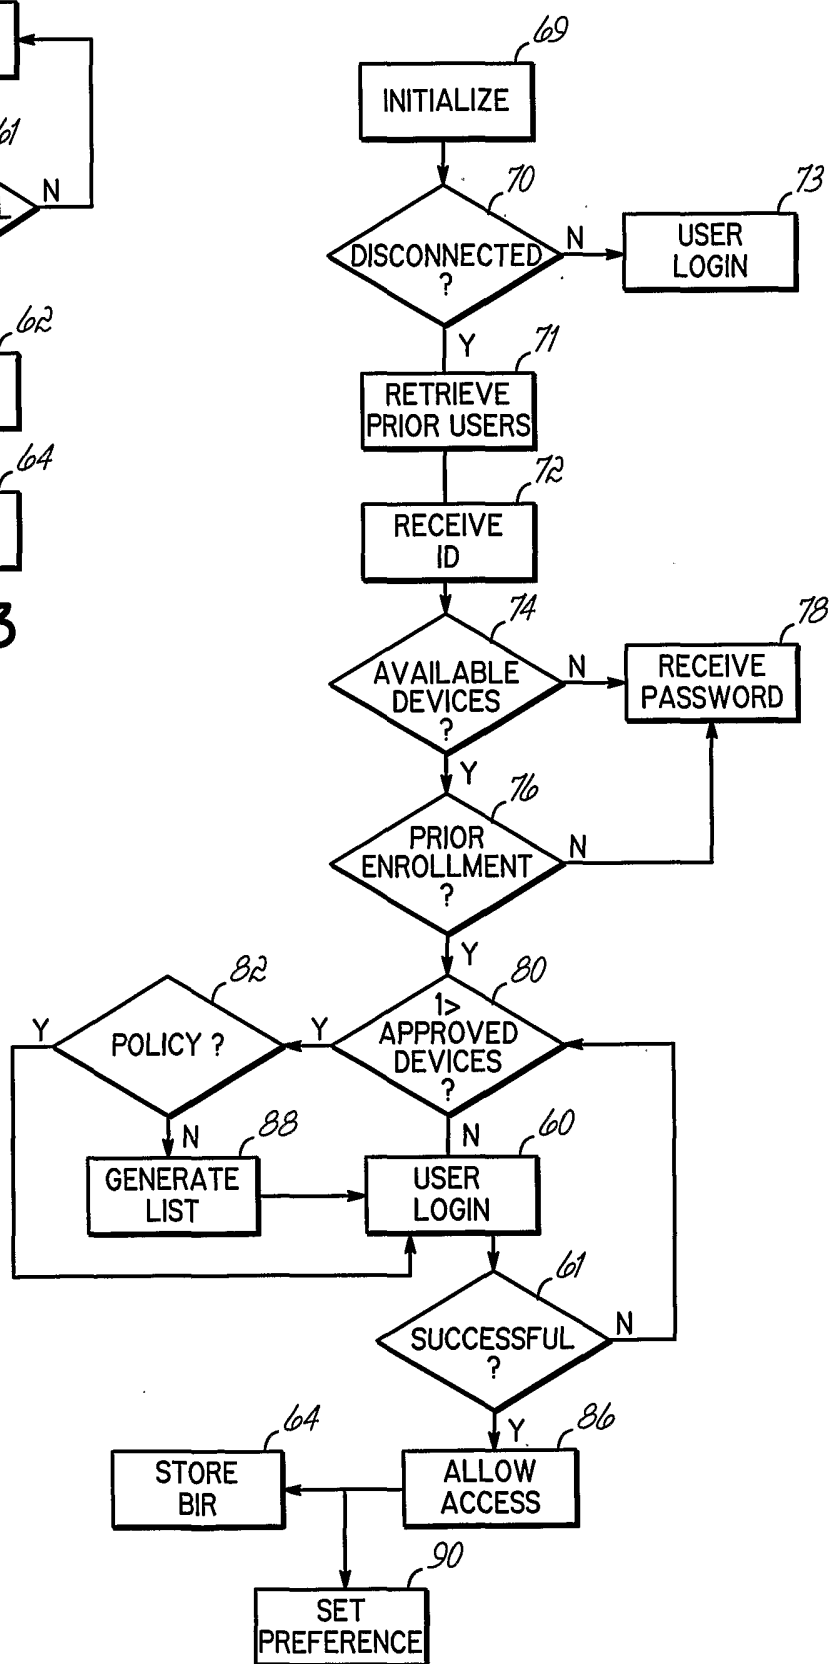 69
INITIALIZE
61
L
N
70
DISCONNECTED
?
N
73
USER
LOGIN
62
Y
71
RETRIEVE
PRIOR USERS
64
72
RECEIVE
ID
3
74
AVAILABLE
DEVICES
?
N
78
RECEIVE
PASSWORD
Y
76
PRIOR
ENROLLMENT
?
N
Y
82
POLICY ?
Y
80
1>
APPROVED
DEVICES
?
Y
N
N
88
GENERATE
LIST
60
USER
LOGIN
61
SUCCESSFUL
?
N
Y
64
STORE
BIR
86
ALLOW
ACCESS
90
SET
PREFERENCE